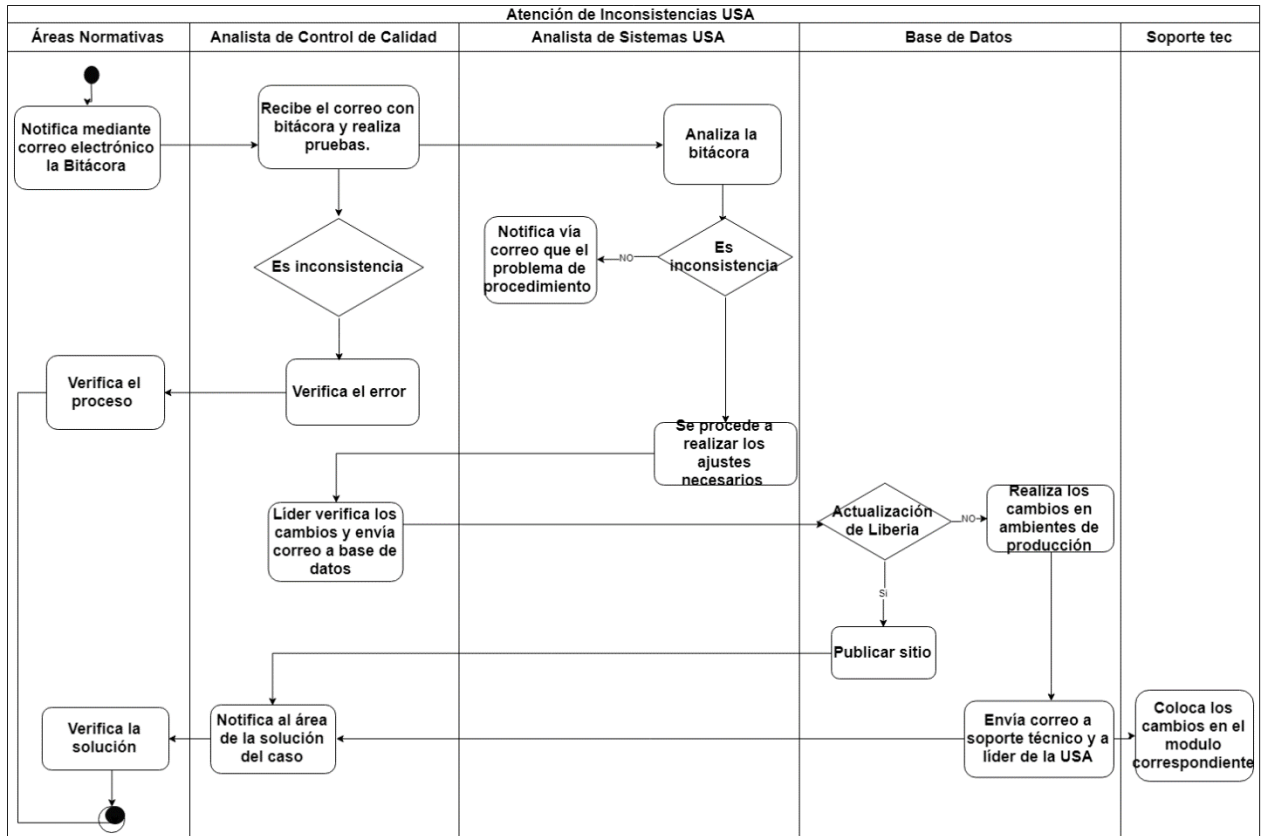 Atención de Inconsistencias USA
Áreas Normativas
Analista de Control de Calidad
Analista de Sistemas USA
Base de Datos
Soporte tec
Notifica mediante
correo electrónico
la Bitácora
Recibe el correo con
bitácora y realiza
pruebas.
Analiza la
bitácora
Es inconsistencia
Notifica vía
correo que el
problema de
procedimiento
NO
Es
inconsistencia
Verifica el
proceso
Verifica el error
Se procede a
realizar los
ajustes
necesarios
Líder verifica los
cambios y envía
correo a base de
datos
Actualización
de Liberia
NO
Realiza los
cambios en
ambientes de
producción
Si
Publicar sitio
Verifica la
solución
Notifica al área
de la solución
del caso
Envía correo a
soporte técnico y a
líder de la USA
Coloca los
cambios en el
modulo
correspondiente